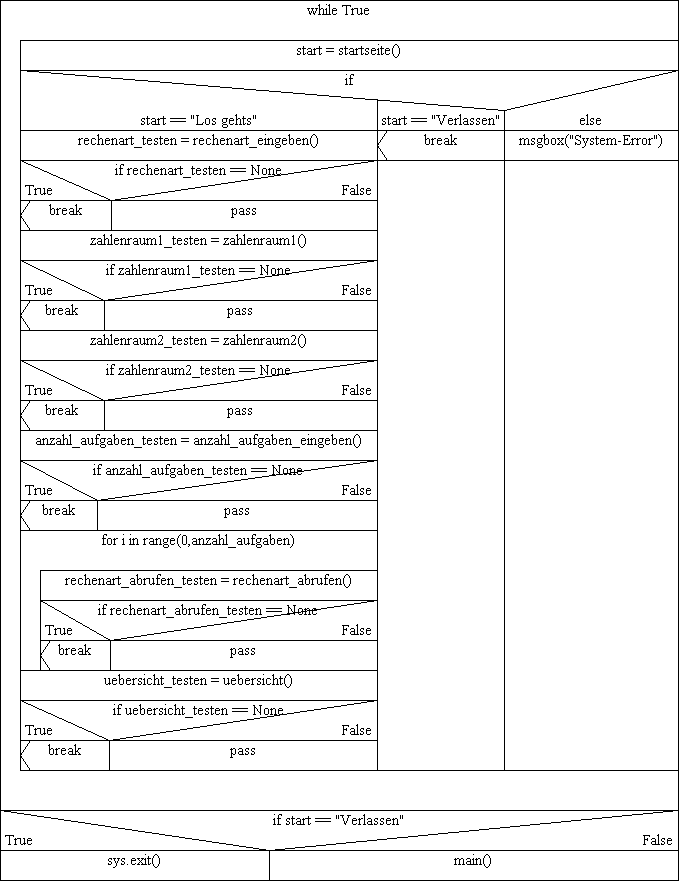 while True
start = startseite()
if
start == "Los gehts" start == "Verlassen" else
rechenart_testen = rechenart_eingeben() break msgbox("System-Error")
if rechenart_testen == None
True False
break pass
zahlenraum1_testen = zahlenraum1()
if zahlenraum1_testen == None
True False
break pass
zahlenraum2_testen = zahlenraum2()
if zahlenraum2_testen == None
True False
break pass
anzahl_aufgaben_testen = anzahl_aufgaben_eingeben()
if anzahl_aufgaben_testen == None
True False
break pass
for i in range(0,anzahl_aufgaben)
rechenart_abrufen_testen = rechenart_abrufen()
if rechenart_abrufen_testen == None
True False
break pass
uebersicht_testen = uebersicht()
if uebersicht_testen == None
True False
break pass
if start == "Verlassen"
True False
sys.exit() main()